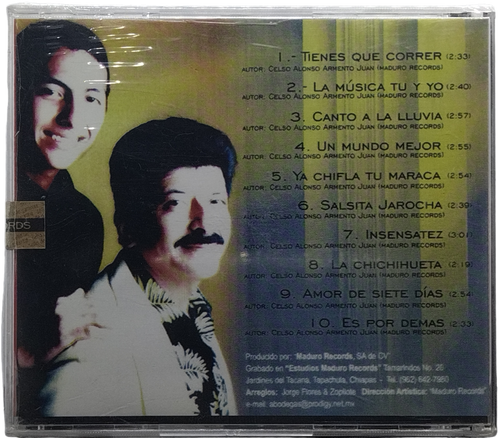 1.- TIENES QUE CORRER (2:33)
AUTOR: CELSO ALONSO ARMENTO JUAN (MADURO RECORDS)
2.- LA MÚSICA TU Y YO (2:40)
AUTOR: CELSO ALONSO ARMENTO JUAN (MADURO RECORDS)
3. CANTO A LA LLUVIA (2:57)
AUTOR: CELSO ALONSO ARMENTO JUAN (MADURO RECORDS)
4. UN MUNDO MEJOR (2:55)
AUTOR: CELSO ALONSO ARMENTO JUAN (MADURO RECORDS)
5. YA CHIFLA TU MARACA (2:54)
AUTOR: CELSO ALONSO ARMENTO JUAN (MADURO RECORDS)
6. SALSITA JAROCHA (2:39)
AUTOR: CELSO ALONSO ARMENTO JUAN (MADURO RECORDS)
7. INSENSATEZ (3:01)
AUTOR: CELSO ALONSO ARMENTO JUAN (MADURO RECORDS)
8. LA CHICHIHUETA (2:19)
AUTOR: CELSO ALONSO ARMENTO JUAN (MADURO RECORDS)
9. AMOR DE SIETE DÍAS (2:54)
AUTOR: CELSO ALONSO ARMENTO JUAN (MADURO RECORDS)
10. ES POR DEMAS (2:33)
AUTOR: CELSO ALONSO ARMENTO JUAN (MADURO RECORDS)
Producido por: "Maduro Records, SA de CV"
Grabado en "Estudios Maduro Records" Tamarindos No. 26
Jardines del Tacaná, Tapachula, Chiapas - Tel. (962) 642-7980
Arreglos: Jorge Flores & Zoptiola Dirección Artística: "Maduro Records"
e-mail: abodegas@prodigy.net.mx
ORDS